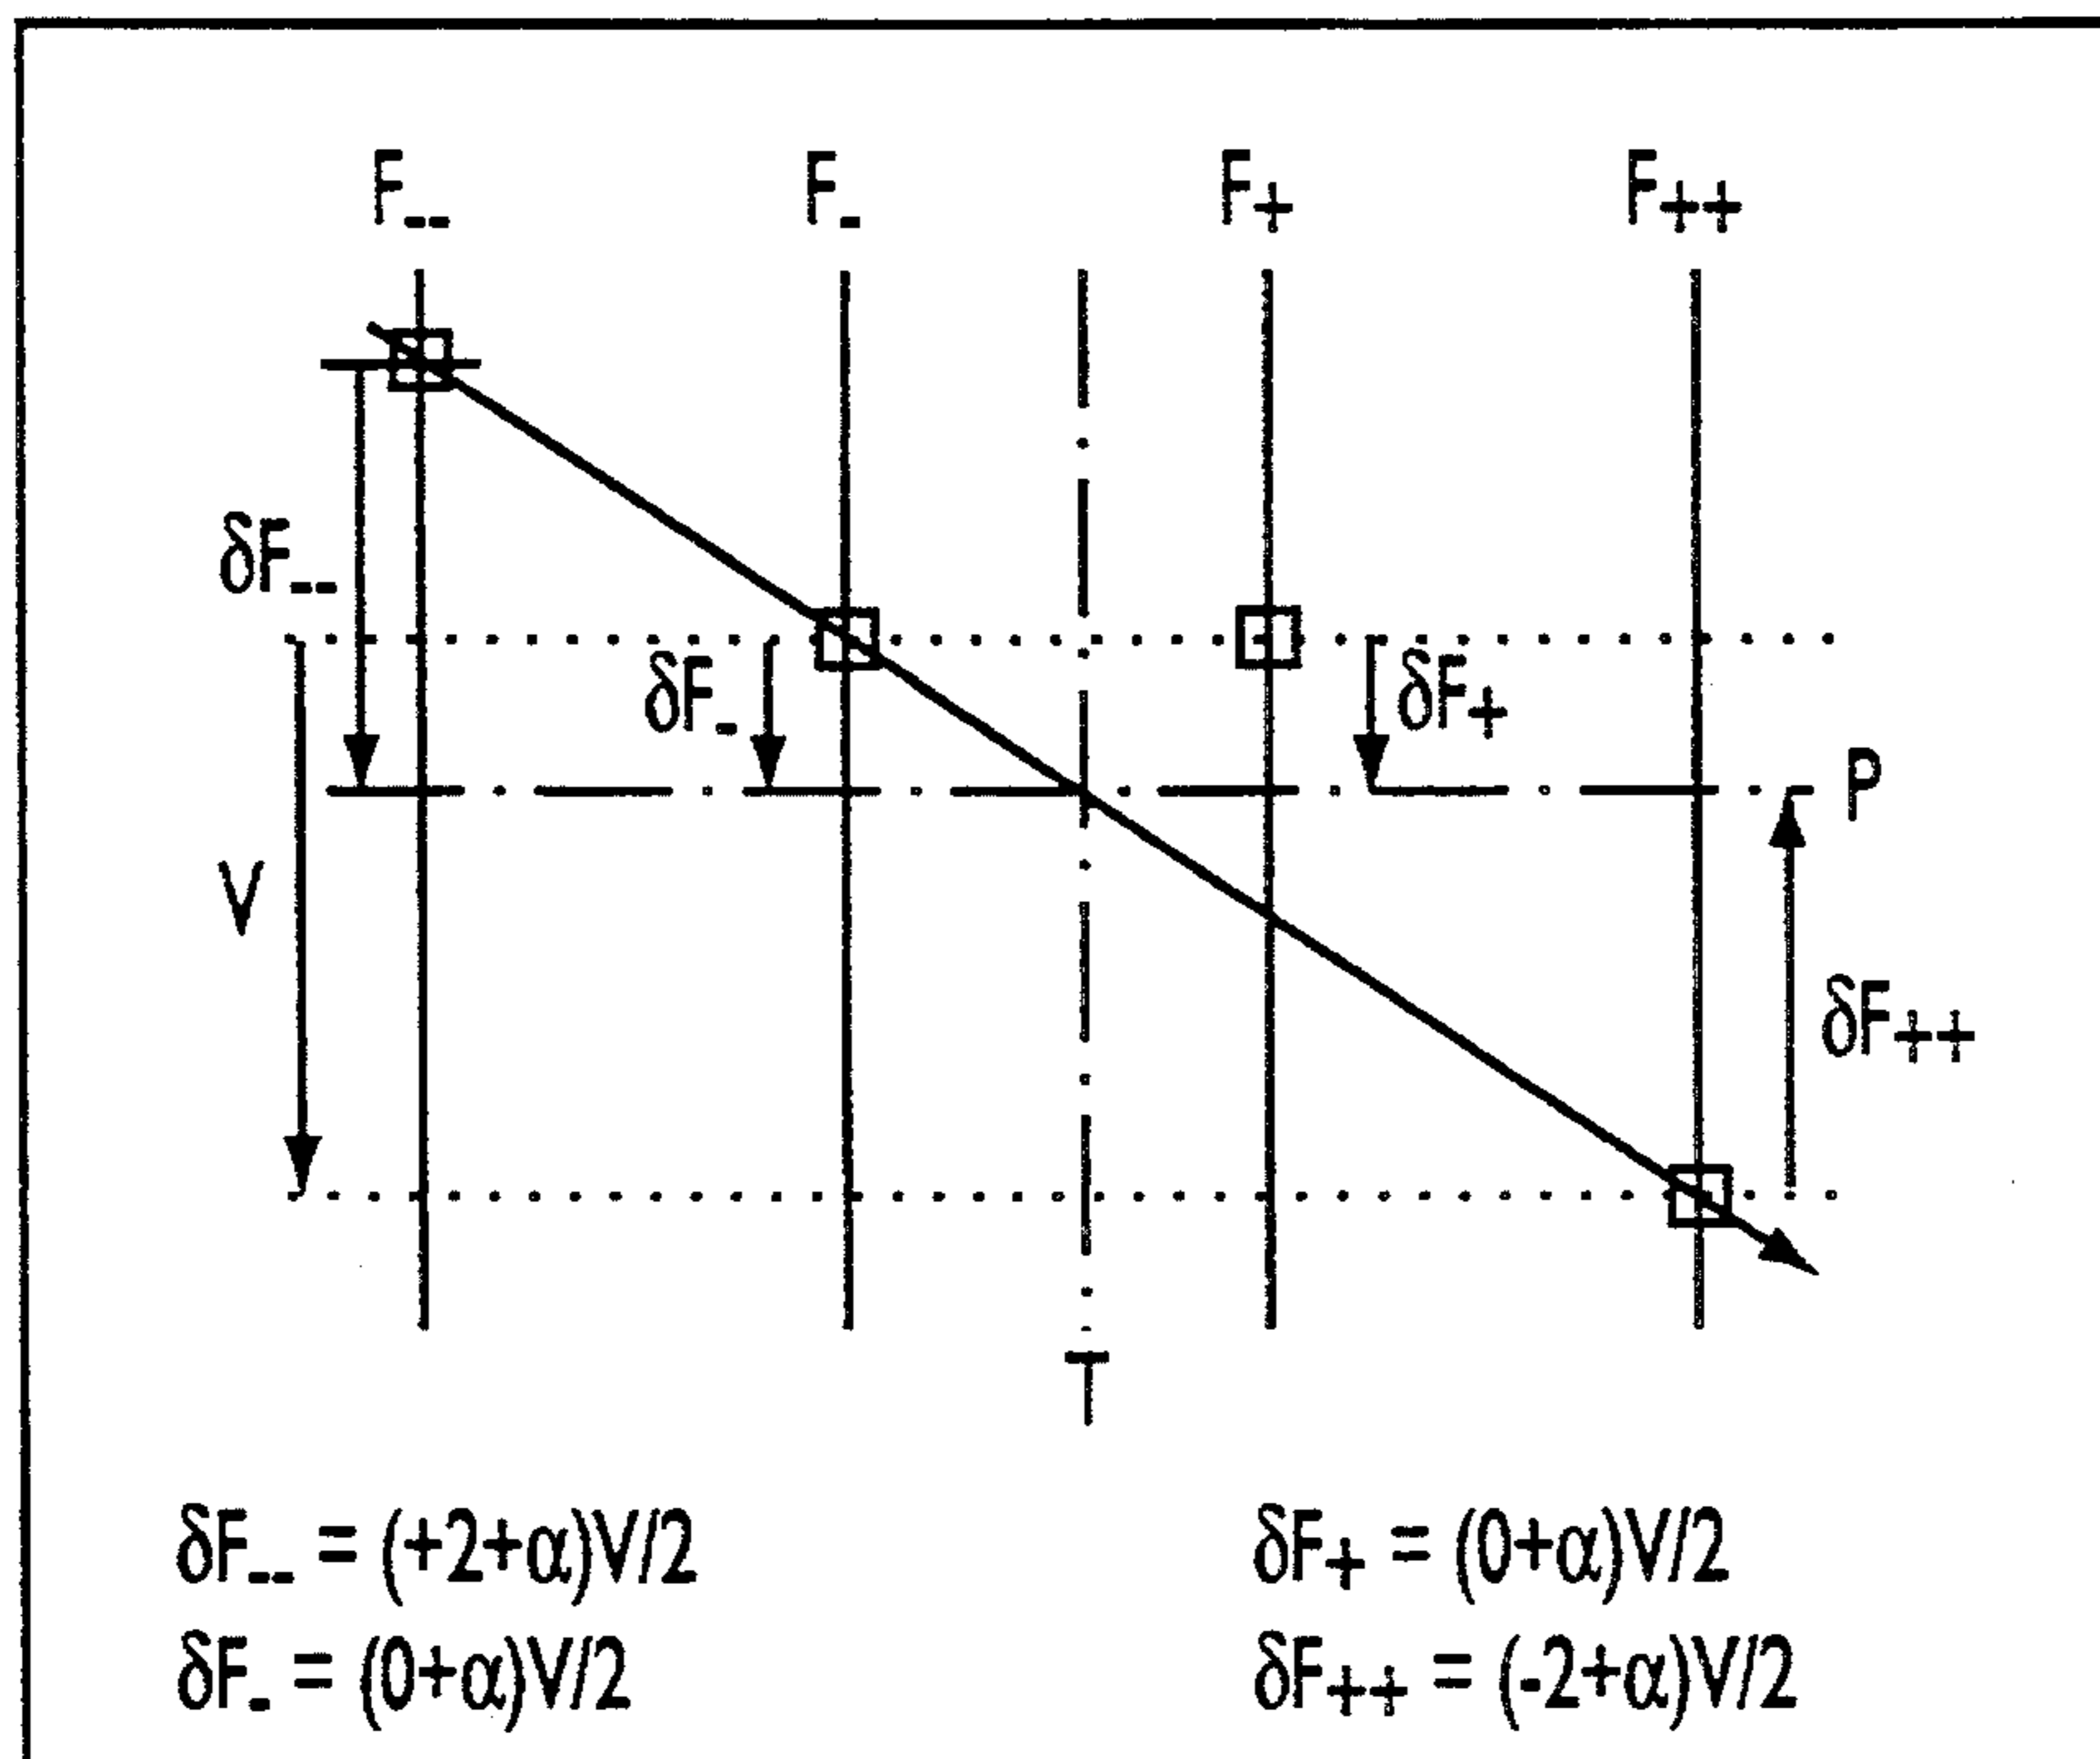 F-- F- F+ F++
δF--
δF- δF+
P
V
δF++
T
δF-- = (+2+α)V/2 δF+ = (0+α)V/2
δF- = (0+α)V/2 δF++ = (-2+α)V/2